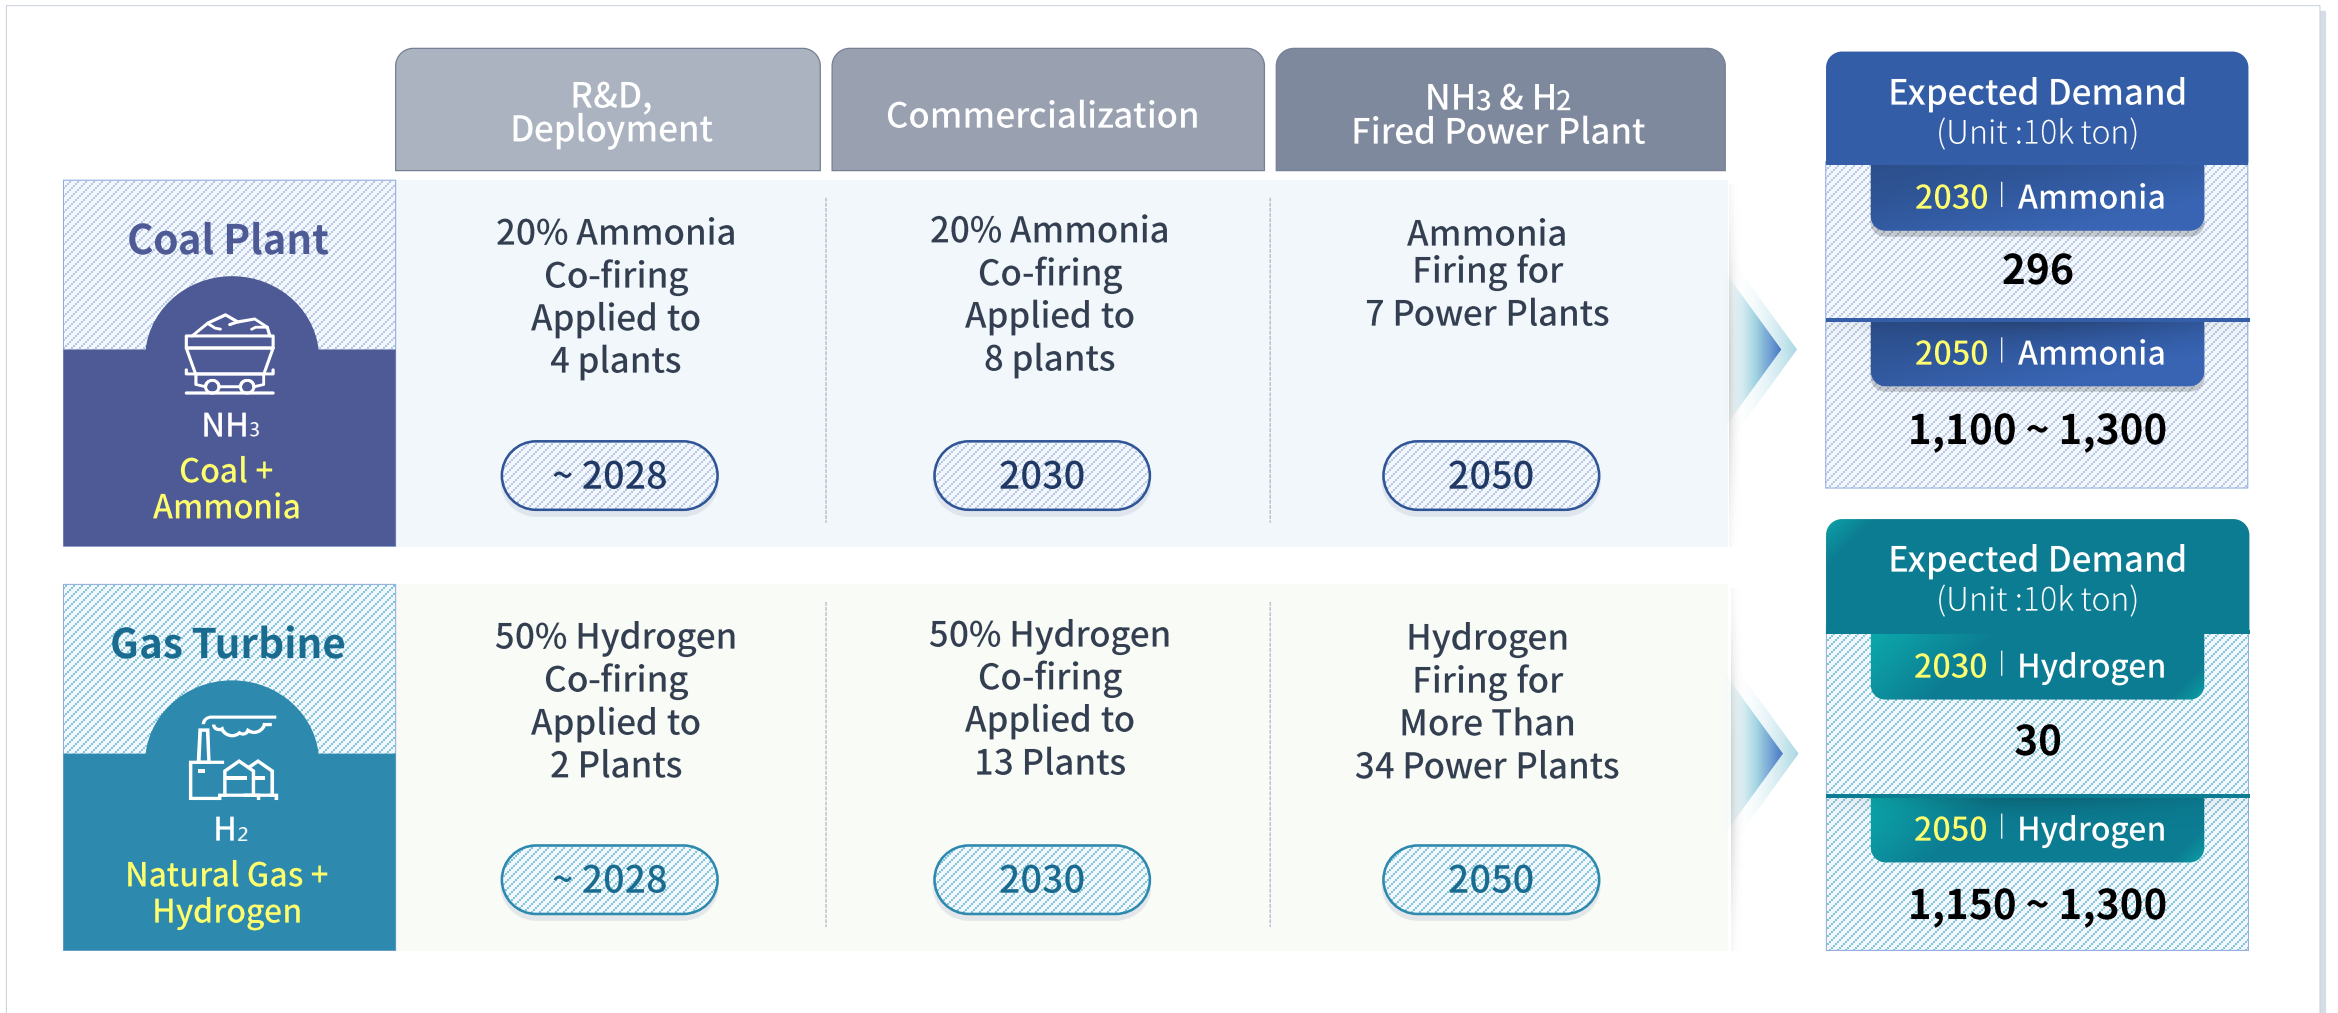 R&D,
Deployment
Commercialization
NH3 & H2
Fired Power Plant
Expected Demand
(Unit :10k ton)
Coal Plant
NH3
Coal +
Ammonia
20% Ammonia
Co-firing
Applied to
4 plants
~ 2028
20% Ammonia
Co-firing
Applied to
8 plants
2030
Ammonia
Firing for
7 Power Plants
2050
2030 | Ammonia
296
2050 | Ammonia
1,100 ~ 1,300
Gas Turbine
H2
Natural Gas +
Hydrogen
50% Hydrogen
Co-firing
Applied to
2 Plants
~ 2028
50% Hydrogen
Co-firing
Applied to
13 Plants
2030
Hydrogen
Firing for
More Than
34 Power Plants
2050
Expected Demand
(Unit :10k ton)
2030 | Hydrogen
30
2050 | Hydrogen
1,150 ~ 1,300